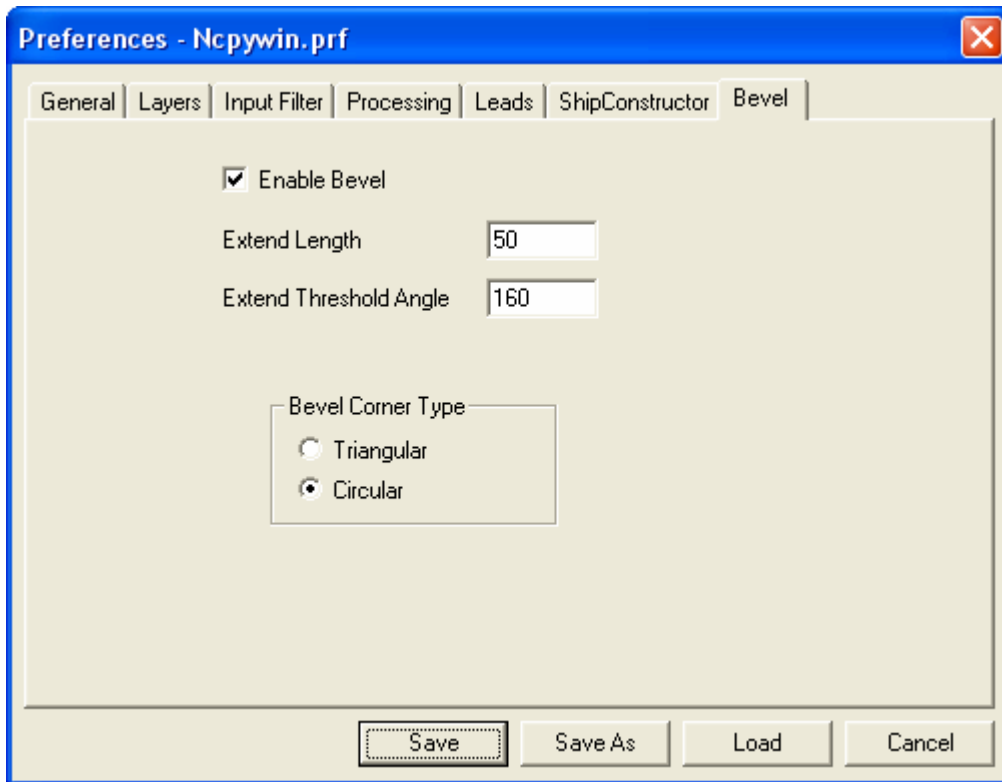 Preferences - Ncpywin.prf
General Layers Input Filter Processing Leads ShipConstructor Bevel
Enable Bevel
Extend Length 50
Extend Threshold Angle 160
Bevel Corner Type
Triangular
Circular
Save Save As Load Cancel